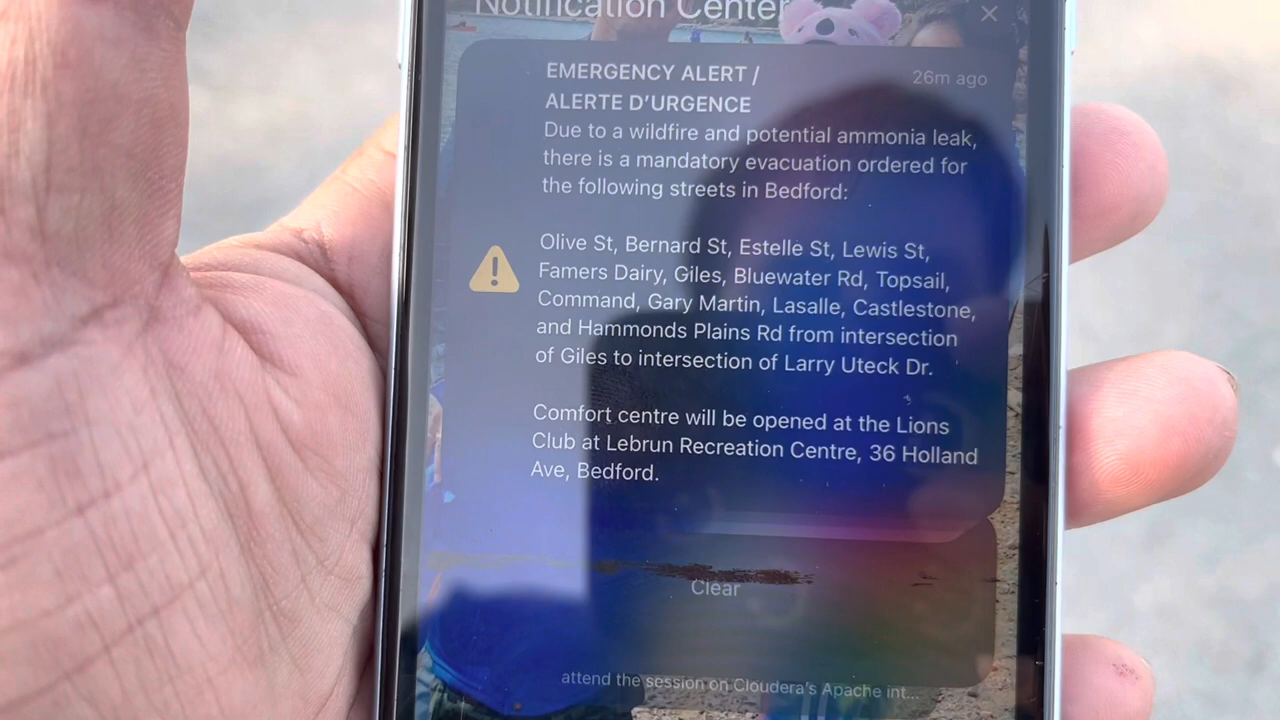 Notification Center
EMERGENCY ALERT /
ALERTE D'URGENCE
26m ago
Due to a wildfire and potential ammonia leak,
there is a mandatory evacuation ordered for
the following streets in Bedford:
Olive St, Bernard St, Estelle St, Lewis St,
Famers Dairy, Giles, Bluewater Rd, Topsail,
Command, Gary Martin, Lasalle, Castlestone,
and Hammonds Plains Rd from intersection
of Giles to intersection of Larry Uteck Dr.
Comfort centre will be opened at the Lions
Club at Lebrun Recreation Centre, 36 Holland
Ave, Bedford.
Clear
attend the session on Cloudera's Apache int...